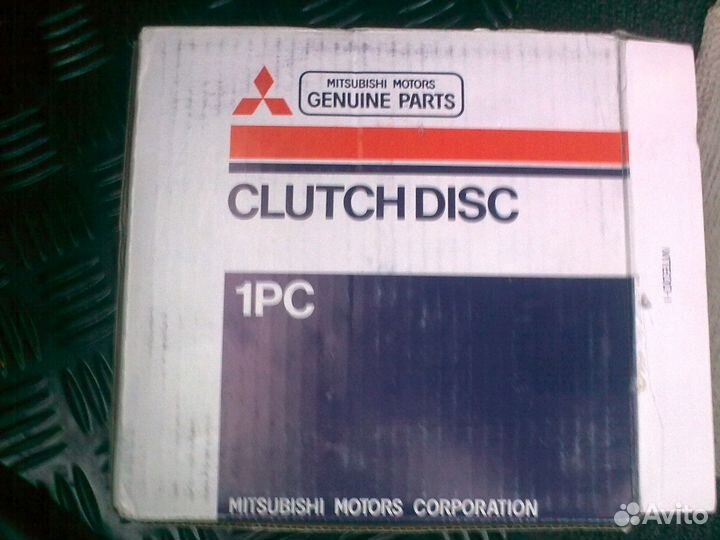 MITSUBISHI MOTORS
GENUINE PARTS
CLUTCH DISC
1PC
MITSUBISHI MOTORS CORPORATION
Avito